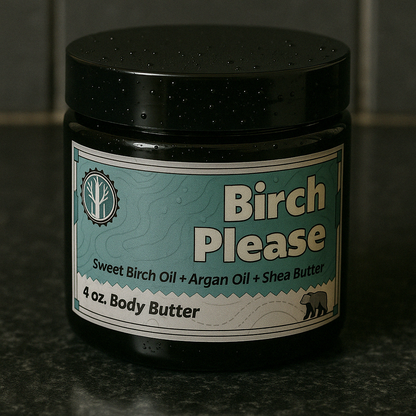 Birch
Please
Sweet Birch Oil + Argan Oil + Shea Butter
4 oz. Body Butter